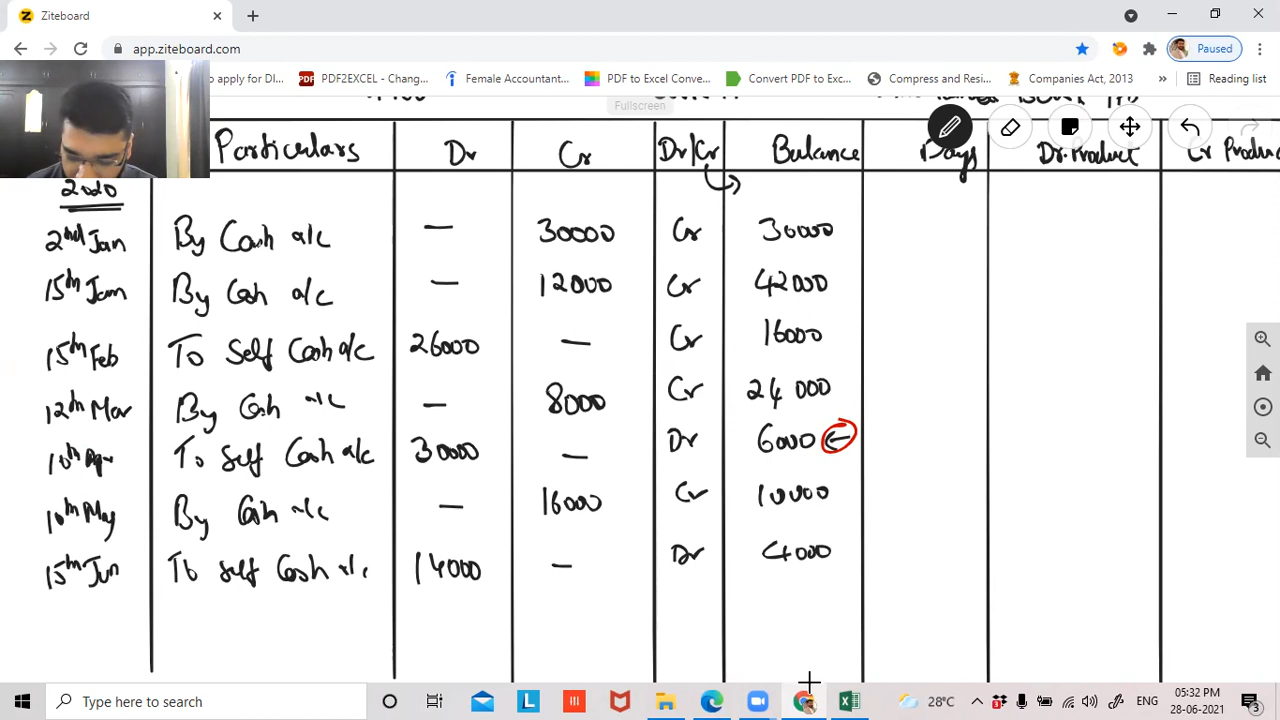 Ziteboard
app.ziteboard.com
Paused
o apply for DI...
PDF PDF2EXCEL - Chang...
Female Accountant...
PDF to Excel Conve...
Convert PDF to Exc...
Compress and Resi...
Companies Act, 2013
»
Reading list
Fullscreen
Particulars Dr Cr Dr/Cr Balance Days Dr. Product Cr Produc
2020
2nd Jan By Cash a/c — 30000 Cr 30000
15th Jan By Cash a/c — 12000 Cr 42000
15th Feb To Self Cash a/c 26000 — Cr 16000
12th Mar By Cash a/c — 8000 Cr 24000
10th Apr To Self Cash a/c 30000 — Dr 6000 ←
10th May By Cash a/c — 16000 Cr 10000
15th Jun To Self Cash a/c 14000 — Dr 4000
Type here to search
L
28°C
ENG
05:32 PM
28-06-2021
3